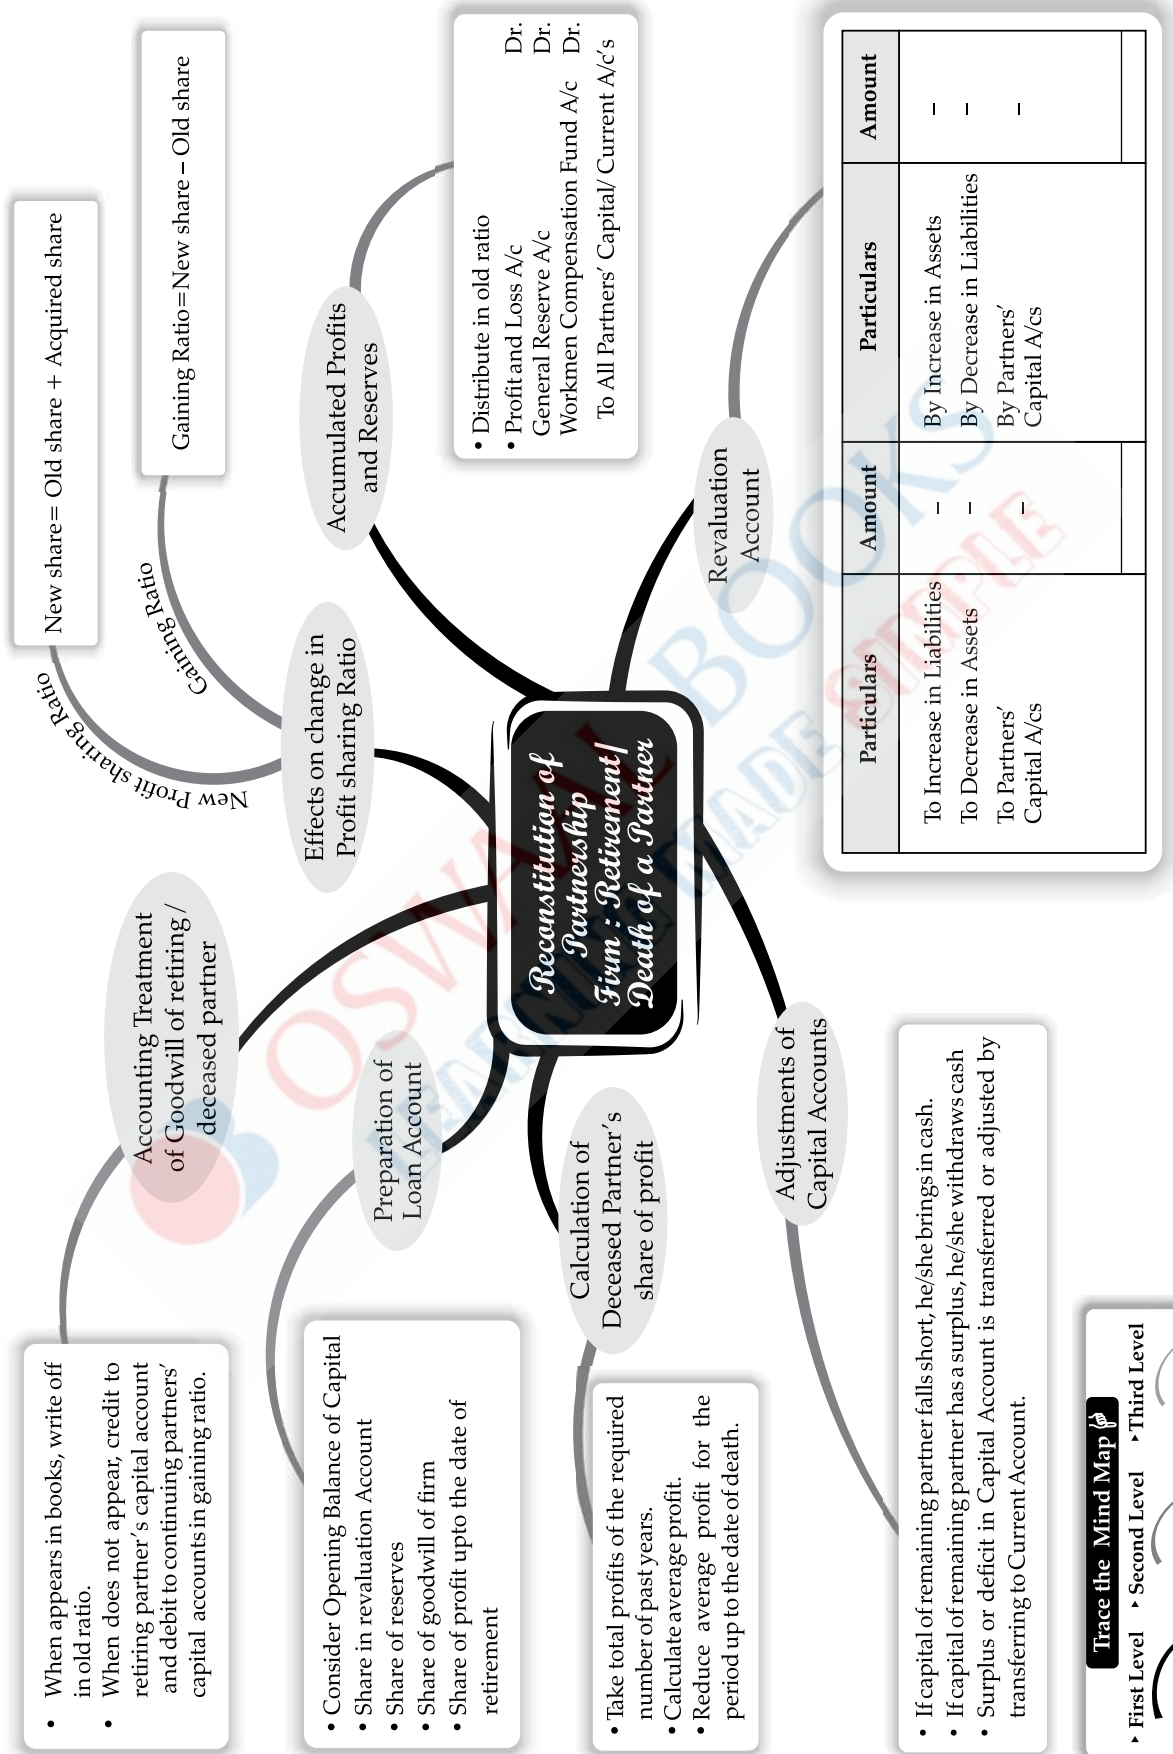 Reconstitution of
Partnership
Firm : Retirement/
Death of a Partner
Accounting Treatment
of Goodwill of retiring /
deceased partner
• When appears in books, write off
in old ratio.
• When does not appear, credit to
retiring partner's capital account
and debit to continuing partners'
capital accounts in gaining ratio.
Effects on change in
Profit sharing Ratio
New Profit sharing Ratio
New share= Old share + Acquired share
Gaining Ratio
Gaining Ratio=New share – Old share
Accumulated Profits
and Reserves
• Distribute in old ratio
• Profit and Loss A/c Dr.
General Reserve A/c Dr.
Workmen Compensation Fund A/c Dr.
To All Partners' Capital/ Current A/c's
Revaluation
Account
Particulars Amount Particulars Amount
To Increase in Liabilities – By Increase in Assets –
To Decrease in Assets – By Decrease in Liabilities –
To Partners' By Partners'
Capital A/cs – Capital A/cs –
Preparation of
Loan Account
• Consider Opening Balance of Capital
• Share in revaluation Account
• Share of reserves
• Share of goodwill of firm
• Share of profit upto the date of
retirement
Calculation of
Deceased Partner's
share of profit
• Take total profits of the required
number of past years.
• Calculate average profit.
• Reduce average profit for the
period up to the date of death.
Adjustments of
Capital Accounts
• If capital of remaining partner falls short, he/she brings in cash.
• If capital of remaining partner has a surplus, he/she withdraws cash
• Surplus or deficit in Capital Account is transferred or adjusted by
transferring to Current Account.
Trace the Mind Map
▸ First Level ▸ Second Level ▸ Third Level
OSWAAL BOOKS
LEARNING MADE SIMPLE